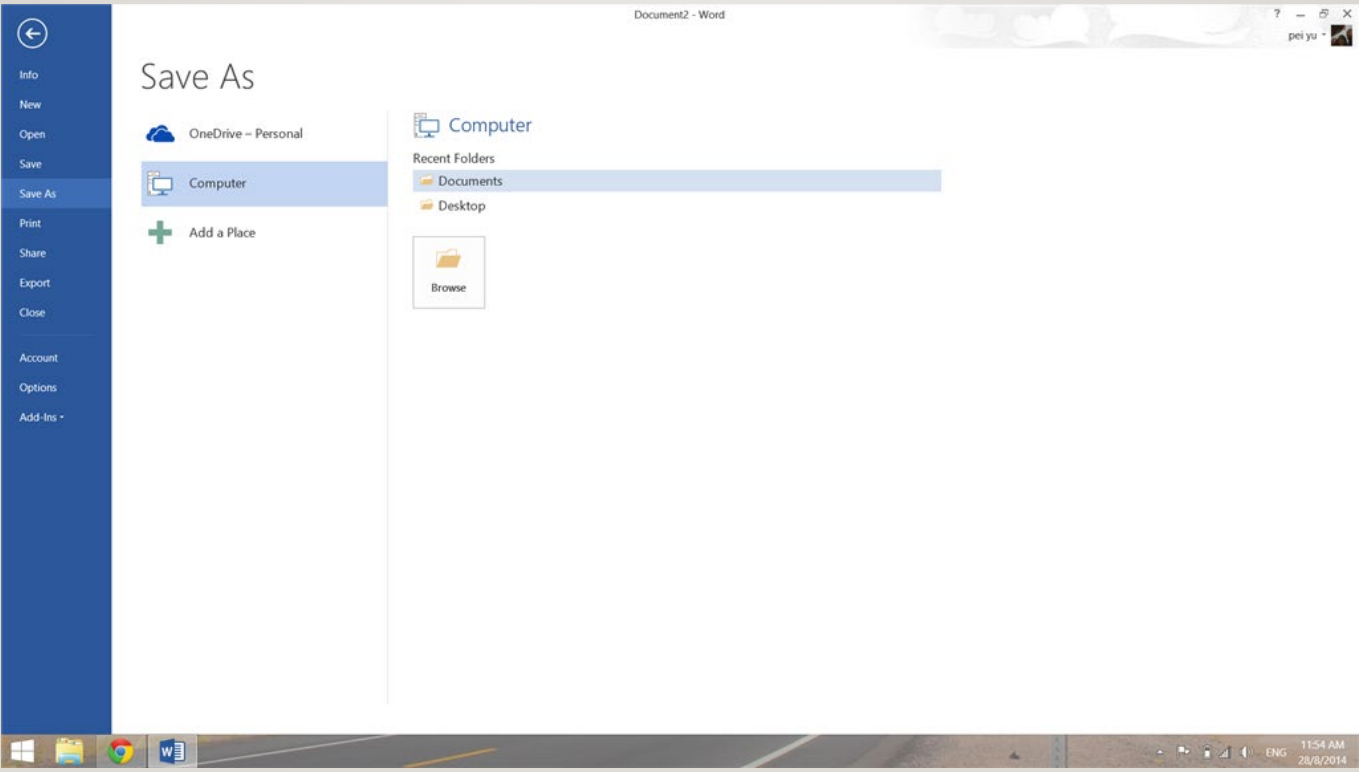 Document2 - Word
?
pei yu
Info
New
Open
Save
Save As
Print
Share
Export
Close
Account
Options
Add-Ins
Save As
OneDrive – Personal
Computer
Add a Place
Computer
Recent Folders
Documents
Desktop
Browse
W
ENG
11:54 AM
28/8/2014